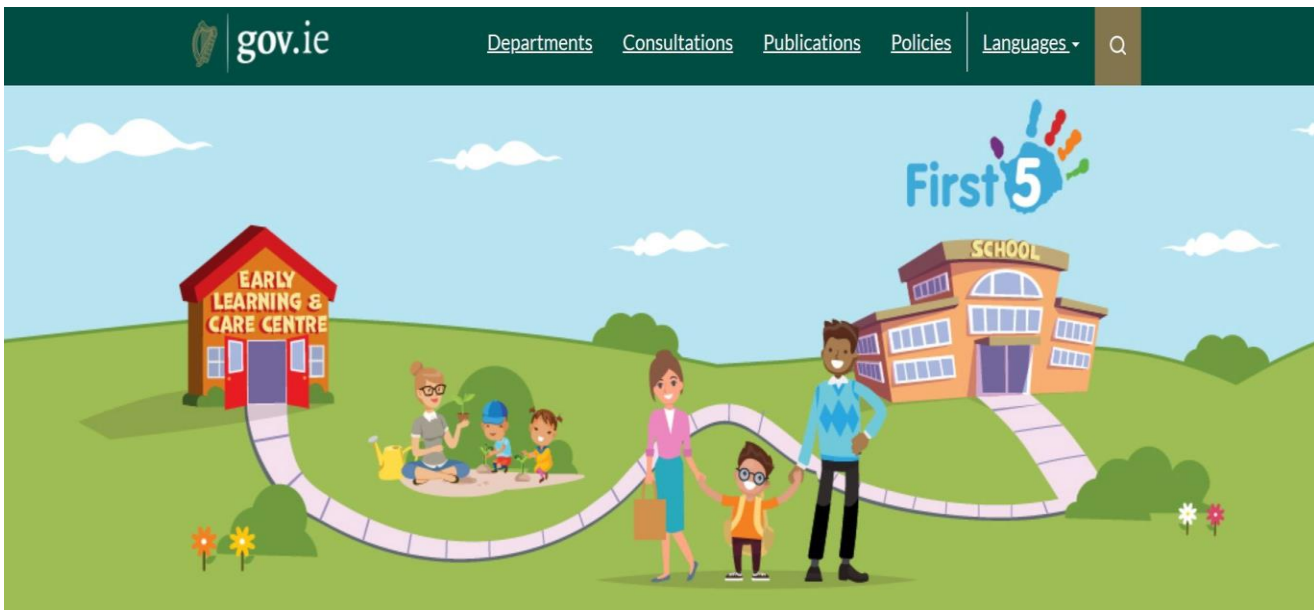 gov.ie
Departments Consultations Publications Policies Languages
First 5
SCHOOL
EARLY
LEARNING &
CARE CENTRE